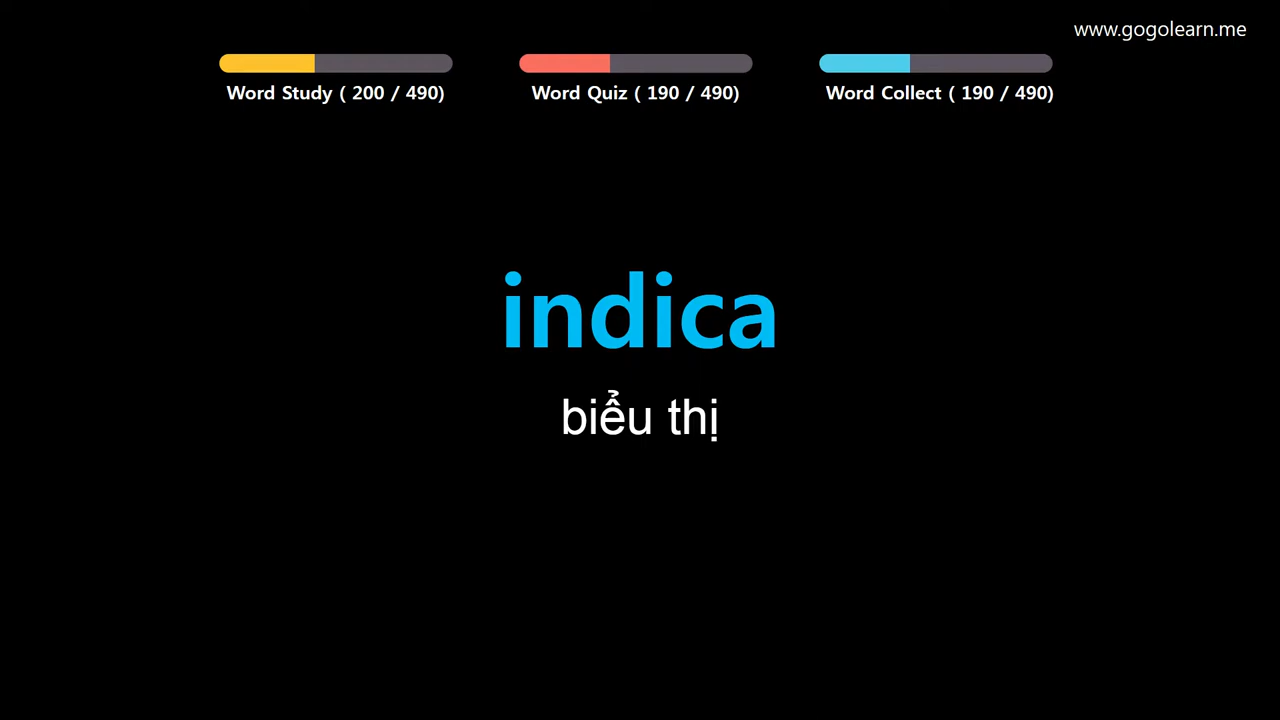 www.gogolearn.me
Word Study ( 200 / 490)
Word Quiz ( 190 / 490)
Word Collect ( 190 / 490)
indica
biểu thị